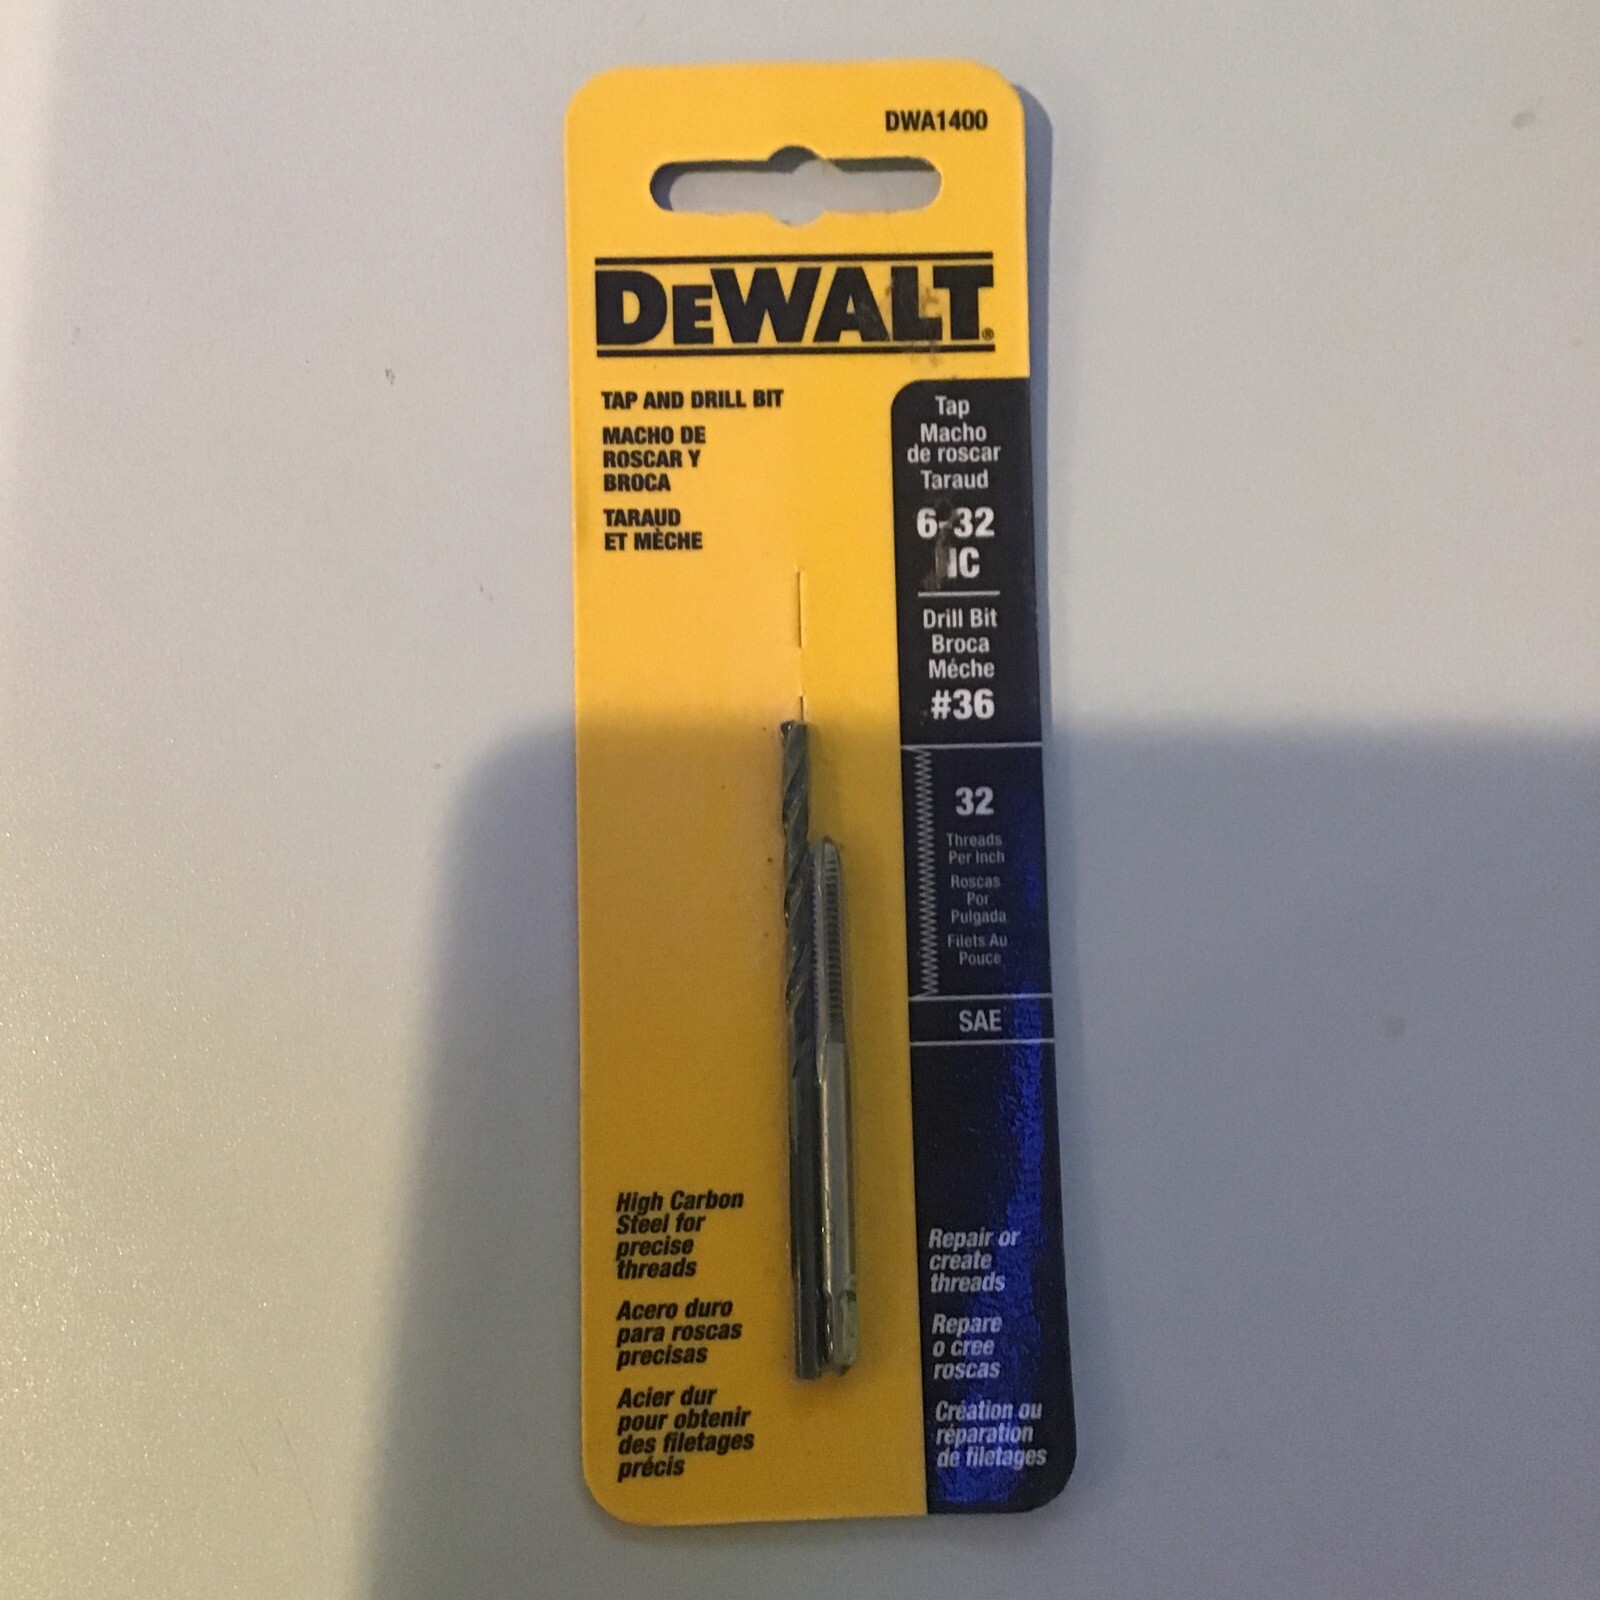 DWA1400
DEWALT®
TAP AND DRILL BIT
MACHO DE
ROSCAR Y
BROCA
TARAUD
ET MÈCHE
Tap
Macho
de roscar
Taraud
6-32
Drill Bit
Broca
Méche
#36
32
Threads
Per Inch
Roscas
Por
Pulgada
Filets Au
Pouce
SAE
High Carbon
Steel for
precise
threads
Acero duro
para roscas
precisas
Acier dur
pour obtenir
des filetages
précis
Repair or
create
threads
Repare
o cree
roscas
Création ou
réparation
de filetages